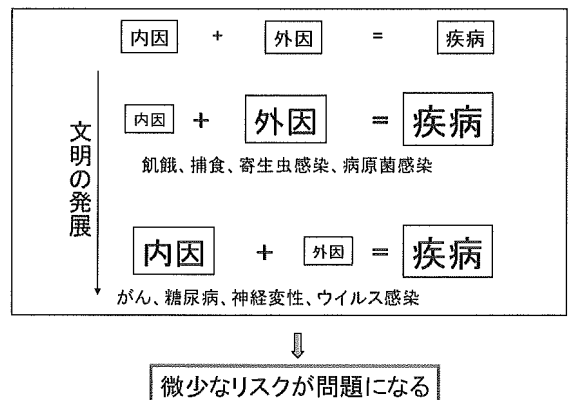 内因 + 外因 = 疾病
内因 + 外因 = 疾病
飢餓、捕食、寄生虫感染、病原菌感染
文明の発展
内因 + 外因 = 疾病
がん、糖尿病、神経変性、ウイルス感染
微少なリスクが問題になる